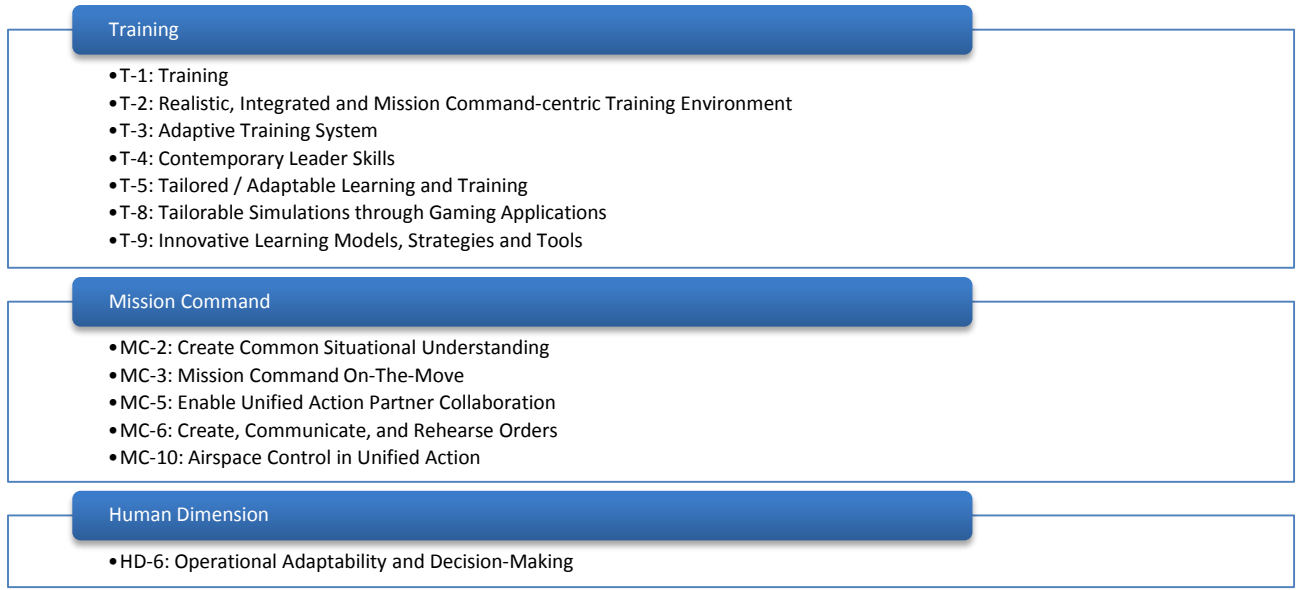 Training
•T-1: Training
•T-2: Realistic, Integrated and Mission Command-centric Training Environment
•T-3: Adaptive Training System
•T-4: Contemporary Leader Skills
•T-5: Tailored / Adaptable Learning and Training
•T-8: Tailorable Simulations through Gaming Applications
•T-9: Innovative Learning Models, Strategies and Tools
Mission Command
•MC-2: Create Common Situational Understanding
•MC-3: Mission Command On-The-Move
•MC-5: Enable Unified Action Partner Collaboration
•MC-6: Create, Communicate, and Rehearse Orders
•MC-10: Airspace Control in Unified Action
Human Dimension
•HD-6: Operational Adaptability and Decision-Making